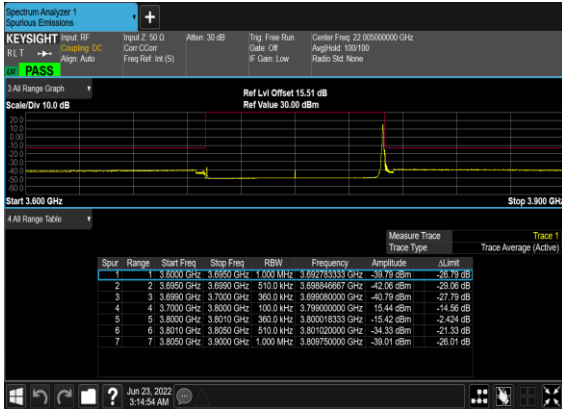 Spectrum Analyzer 1
Spurious Emissions
KEYSIGHT Input: RF Input Z: 50 Ω Atten: 30 dB Trig: Free Run Center Freq: 22.005000000 GHz
RLT Coupling: DC Corr CCorr Gate: Off Avg|Hold: 100/100
Align: Auto Freq Ref: Int (S) IF Gain: Low Radio Std: None
PASS
3 All Range Graph Ref Lvl Offset 15.51 dB
Scale/Div 10.0 dB Ref Value 30.00 dBm
20.0
10.0
0.00
-10.0
-20.0
-30.0
-40.0
-50.0
-60.0
Start 3.600 GHz Stop 3.900 GHz
4 All Range Table
Measure Trace Trace 1
Trace Type Trace Average (Active)
Spur Range Start Freq Stop Freq RBW Frequency Amplitude ΔLimit
1 1 3.6000 GHz 3.6950 GHz 1.000 MHz 3.692783333 GHz -39.79 dBm -26.79 dB
2 2 3.6950 GHz 3.6990 GHz 510.0 kHz 3.698846667 GHz -42.06 dBm -29.06 dB
3 3 3.6990 GHz 3.7000 GHz 360.0 kHz 3.699080000 GHz -40.79 dBm -27.79 dB
4 4 3.7000 GHz 3.8000 GHz 100.0 kHz 3.799000000 GHz 15.44 dBm -14.56 dB
5 5 3.8000 GHz 3.8010 GHz 360.0 kHz 3.800018333 GHz -15.42 dBm -2.424 dB
6 6 3.8010 GHz 3.8050 GHz 510.0 kHz 3.801020000 GHz -34.33 dBm -21.33 dB
7 7 3.8050 GHz 3.9000 GHz 1.000 MHz 3.809750000 GHz -39.01 dBm -26.01 dB
Jun 23, 2022
3:14:54 AM